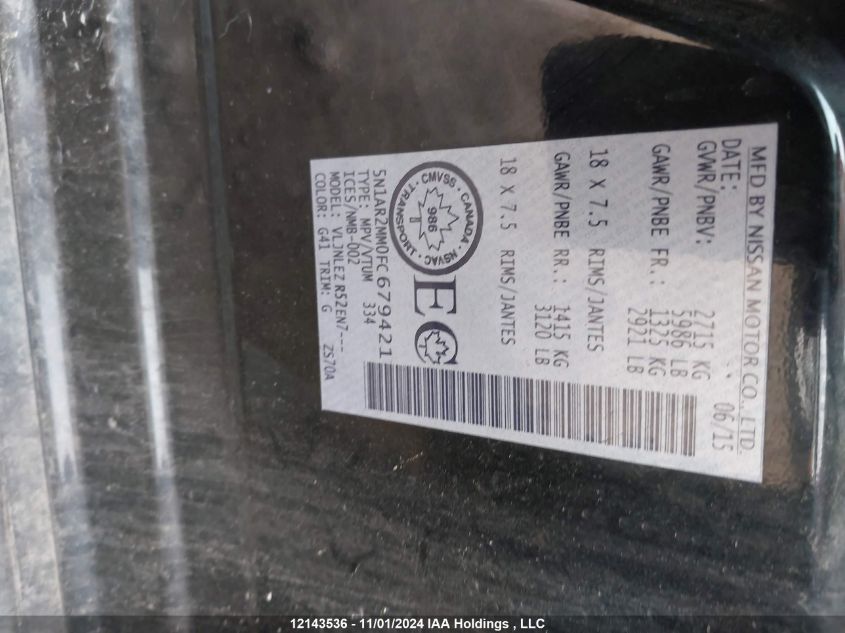 MFD BY NISSAN MOTOR CO., LTD.
DATE: 06/15
GVWR/PNBV: 2715 KG
5986 LB
GAWR/PNBE FR.: 1325 KG
2921 LB
18 X 7.5 RIMS/JANTES
GAWR/PNBE RR.: 1415 KG
3120 LB
18 X 7.5 RIMS/JANTES
CMVSS · CANADA · NSVAC · TRANSPORT ·
986
EC
5N1AR2MM0FC679421
TYPE: MPV/VTUM 334
ICES/NMB-002
MODEL: VLJNLEZ R52EN7---
COLOR: G41 TRIM: G ZS70A
12143536 - 11/01/2024 IAA Holdings , LLC